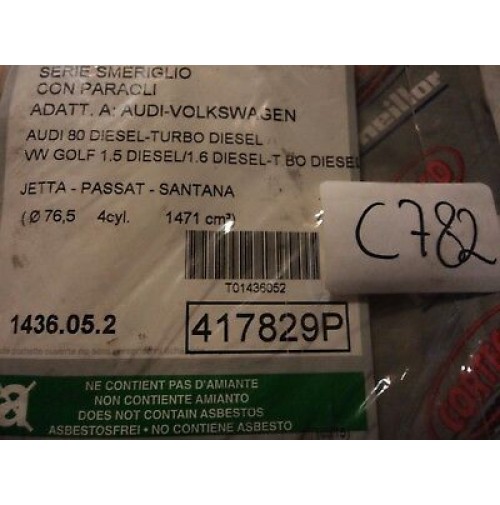 SERIE SMERIGLIO
CON PARAOLI
ADATT. A: AUDI-VOLKSWAGEN
AUDI 80 DIESEL-TURBO DIESEL
VW GOLF 1.5 DIESEL/1.6 DIESEL-T BO DIESEL
JETTA - PASSAT - SANTANA
( Ø 76,5 4cyl. 1471 cm³)
C782
T01436052
1436.05.2
417829P
NE CONTIENT PAS D'AMIANTE
NON CONTIENE AMIANTO
DOES NOT CONTAIN ASBESTOS
ASBESTOSFREI • NO CONTIENE ASBESTO